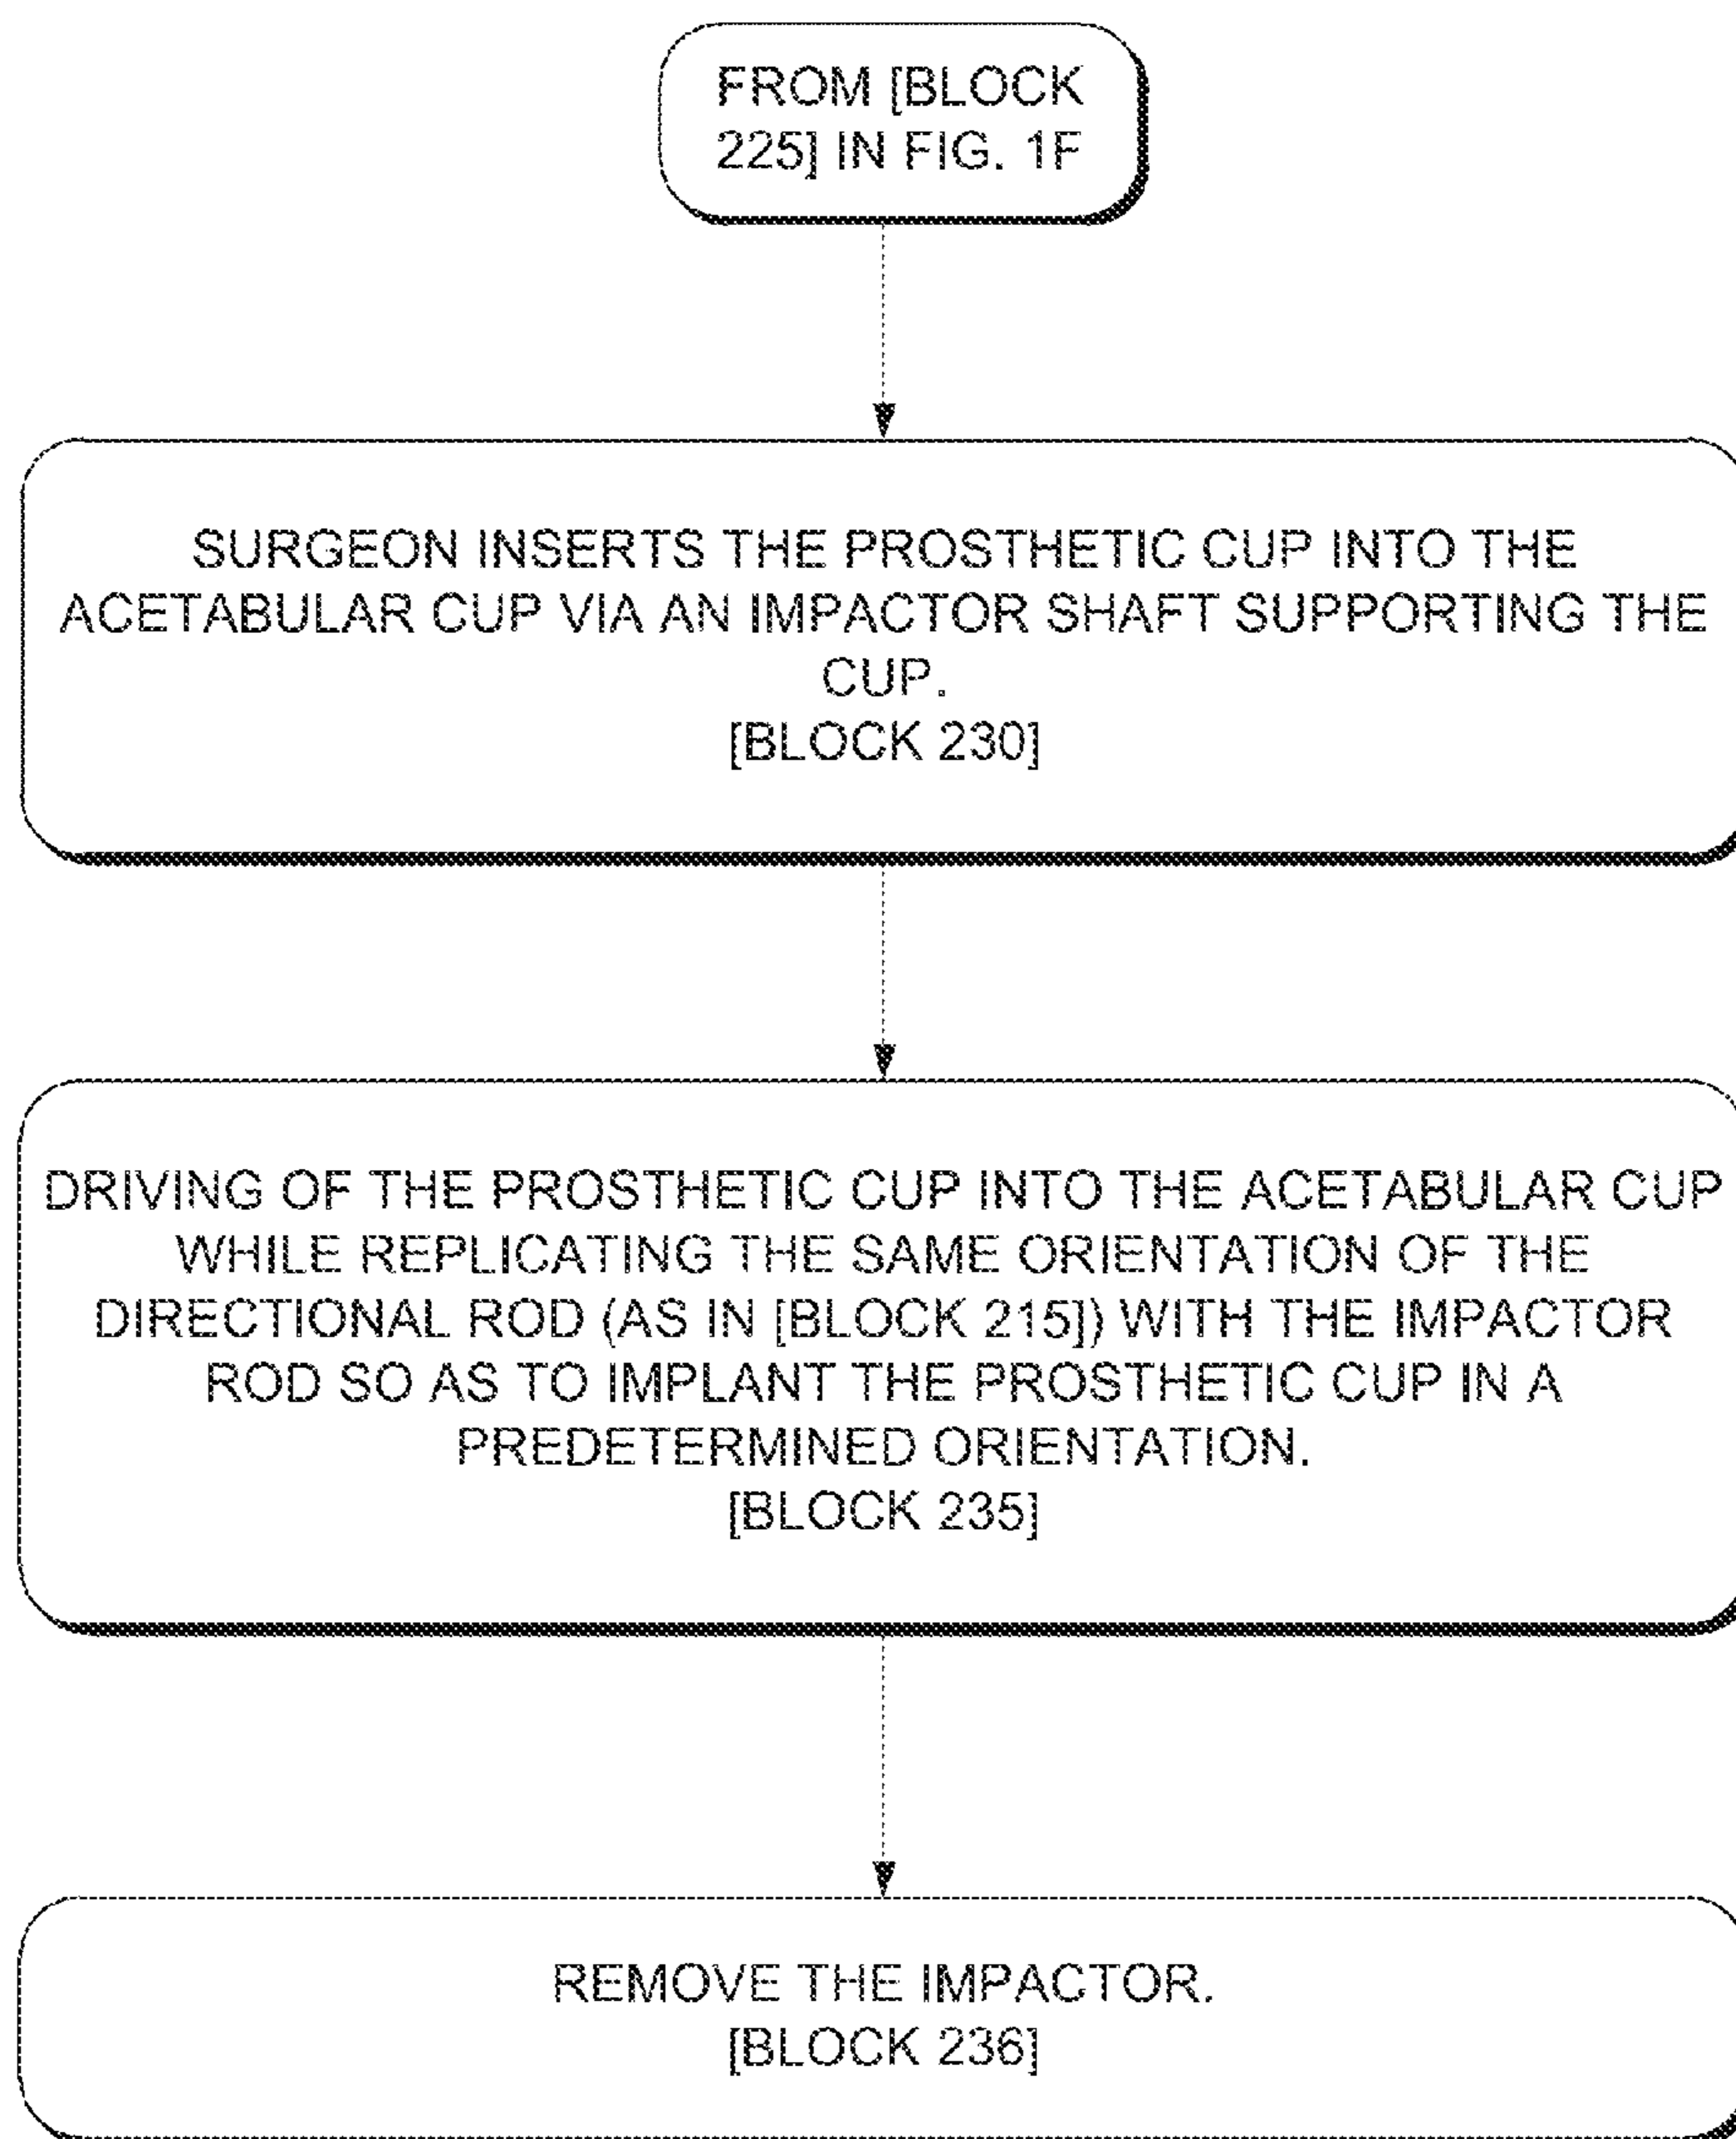 FROM [BLOCK
225] IN FIG. 1F
SURGEON INSERTS THE PROSTHETIC CUP INTO THE
ACETABULAR CUP VIA AN IMPACTOR SHAFT SUPPORTING THE
CUP.
[BLOCK 230]
DRIVING OF THE PROSTHETIC CUP INTO THE ACETABULAR CUP
WHILE REPLICATING THE SAME ORIENTATION OF THE
DIRECTIONAL ROD (AS IN [BLOCK 215]) WITH THE IMPACTOR
ROD SO AS TO IMPLANT THE PROSTHETIC CUP IN A
PREDETERMINED ORIENTATION.
[BLOCK 235]
REMOVE THE IMPACTOR.
[BLOCK 236]